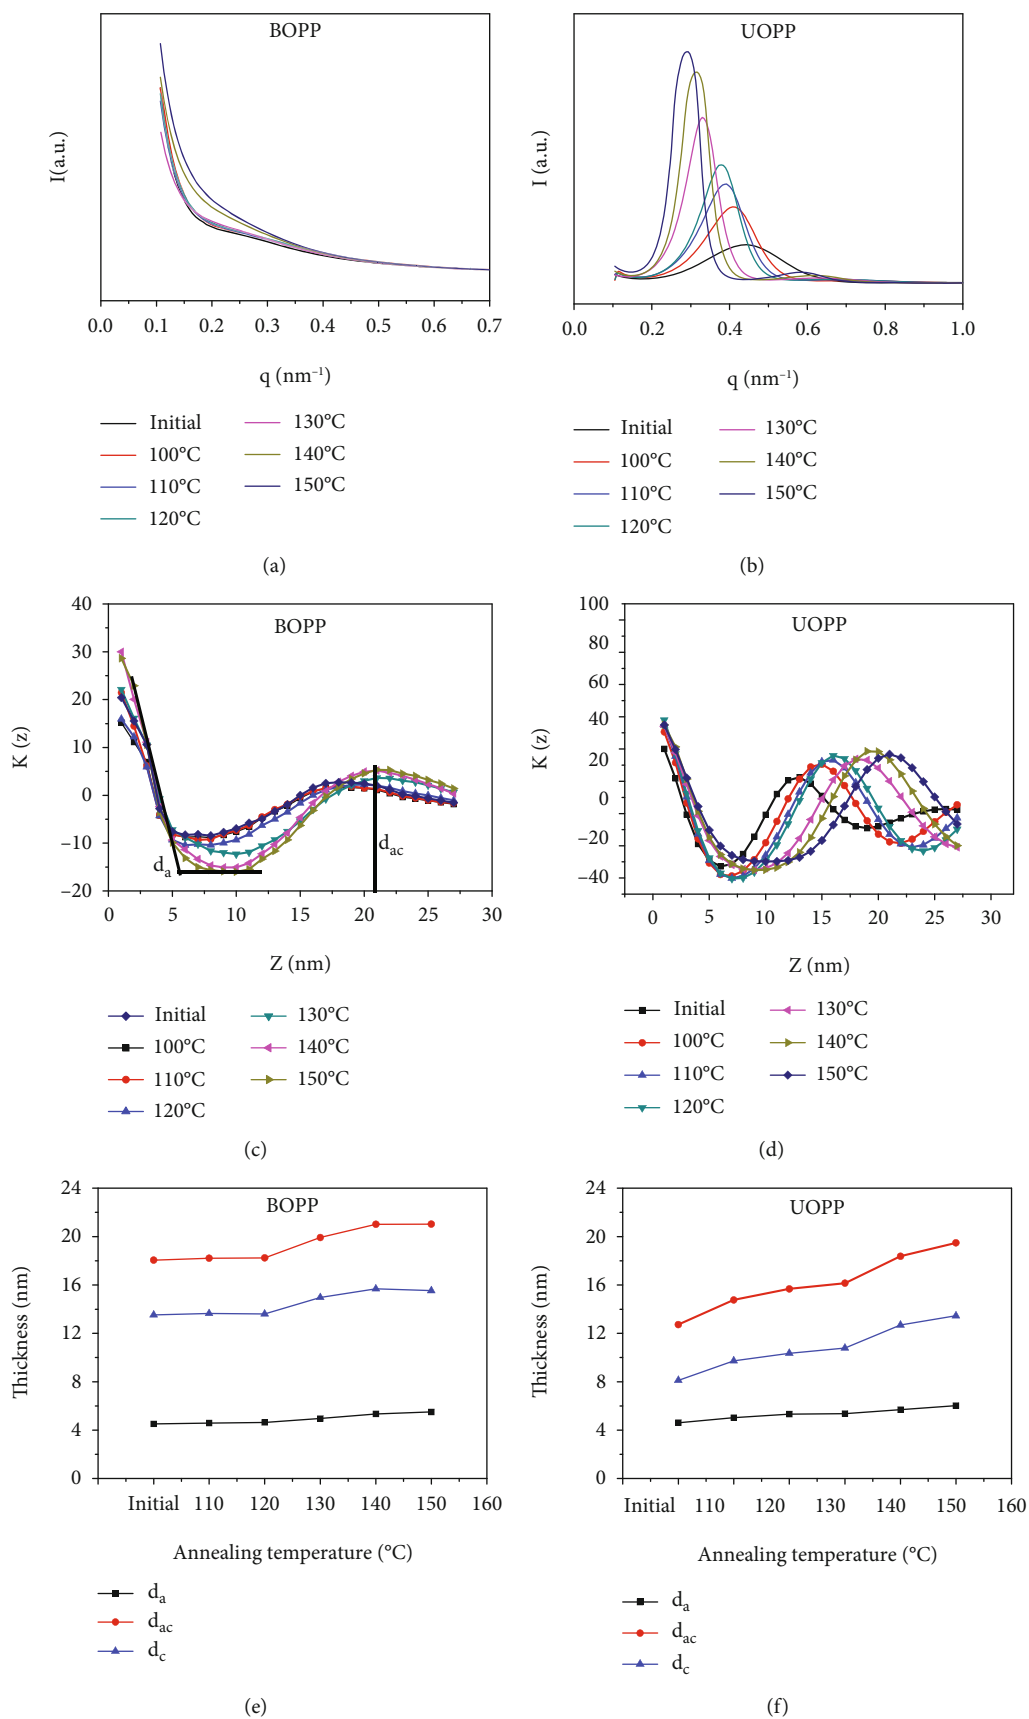 BOPP
I(a.u.)
0.0 0.1 0.2 0.3 0.4 0.5 0.6 0.7
q (nm⁻¹)
Initial
100°C
110°C
120°C
130°C
140°C
150°C
(a)
UOPP
I (a.u.)
0.0 0.2 0.4 0.6 0.8 1.0
q (nm⁻¹)
Initial
100°C
110°C
120°C
130°C
140°C
150°C
(b)
BOPP
K (z)
40
30
20
10
0
–10
–20
dₐ
d_ac
0 5 10 15 20 25 30
Z (nm)
Initial
100°C
110°C
120°C
130°C
140°C
150°C
(c)
UOPP
K (z)
100
80
60
40
20
0
–20
–40
0 5 10 15 20 25 30
Z (nm)
Initial
100°C
110°C
120°C
130°C
140°C
150°C
(d)
BOPP
Thickness (nm)
24
20
16
12
8
4
0
Initial 110 120 130 140 150 160
Annealing temperature (°C)
dₐ
d_ac
d_c
(e)
UOPP
Thickness (nm)
24
20
16
12
8
4
0
Initial 110 120 130 140 150 160
Annealing temperature (°C)
dₐ
d_ac
d_c
(f)